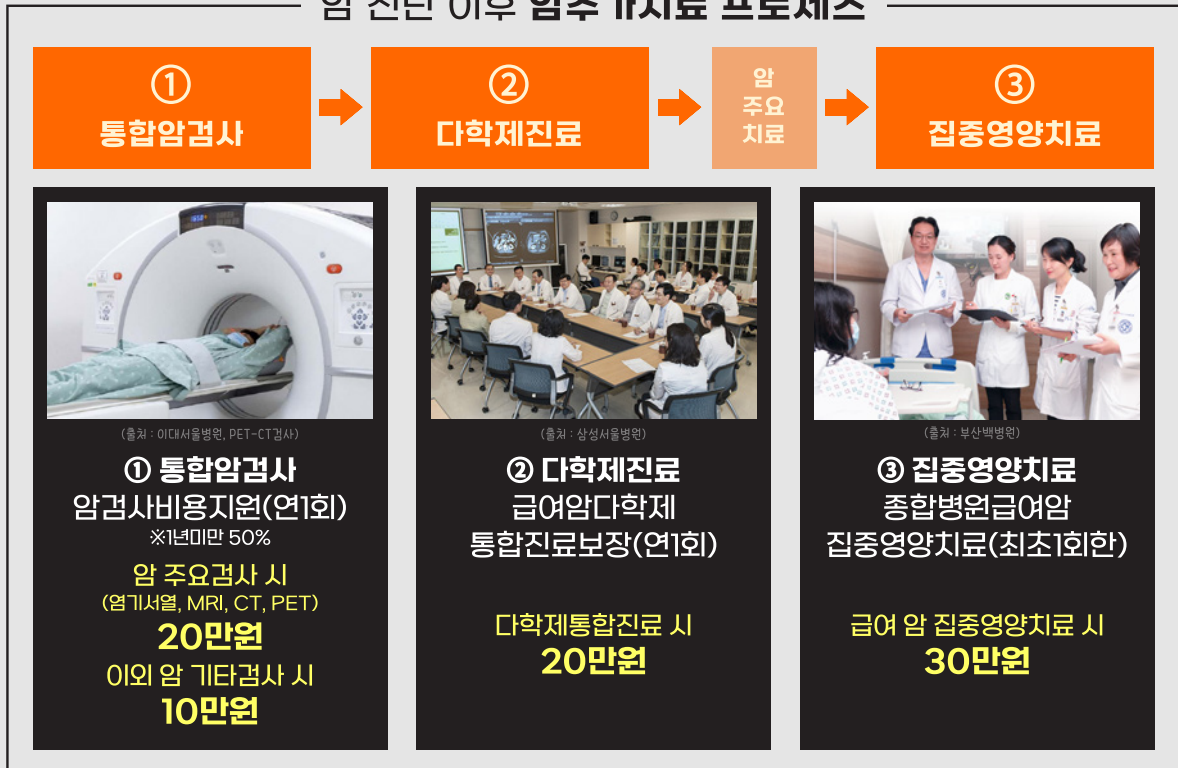 암 진단 이후 암주요치료 프로세스
①
통합암검사
②
다학제진료
암
주요
치료
③
집중영양치료
(출처 : 이대서울병원, PET-CT검사)
① 통합암검사
암검사비용지원(연1회)
※1년미만 50%
암 주요검사 시
(염기서열, MRI, CT, PET)
20만원
이외 암 기타검사 시
10만원
(출처 : 삼성서울병원)
② 다학제진료
급여암다학제
통합진료보장(연1회)
다학제통합진료 시
20만원
(출처 : 부산백병원)
③ 집중영양치료
종합병원급여암
집중영양치료(최초1회한)
급여 암 집중영양치료 시
30만원